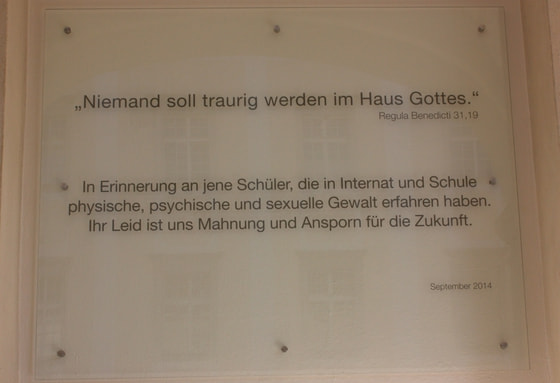 „Niemand soll traurig werden im Haus Gottes.“
Regula Benedicti 31,19
In Erinnerung an jene Schüler, die in Internat und Schule
physische, psychische und sexuelle Gewalt erfahren haben.
Ihr Leid ist uns Mahnung und Ansporn für die Zukunft.
September 2014